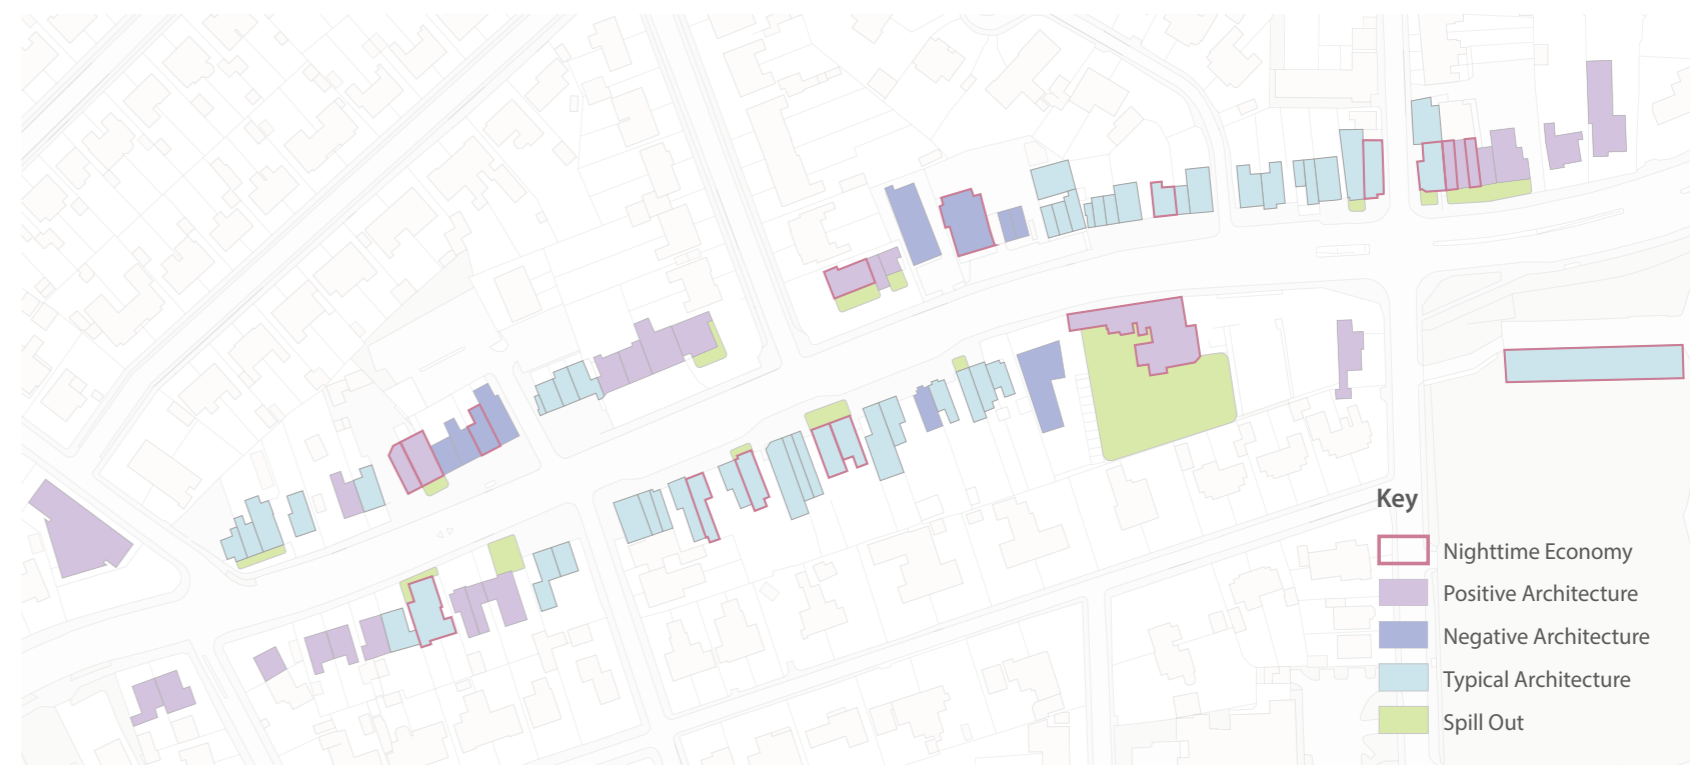 Key
Nighttime Economy
Positive Architecture
Negative Architecture
Typical Architecture
Spill Out